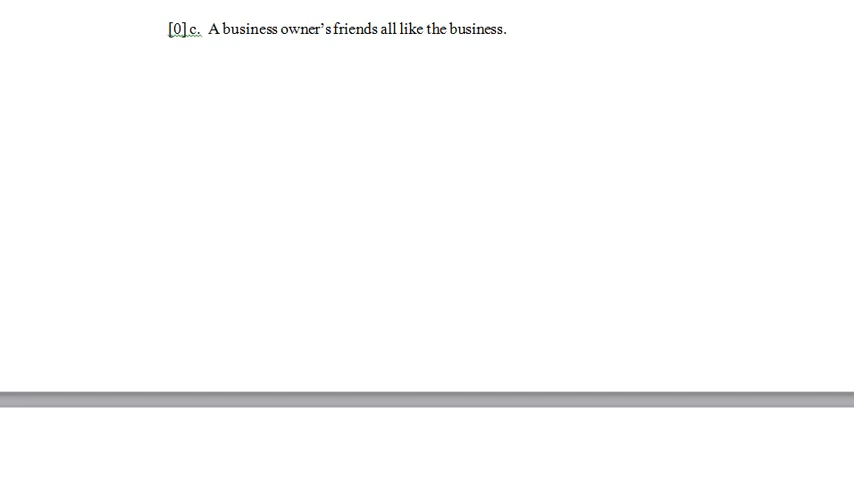 [0] c.  A business owner’s friends all like the business.